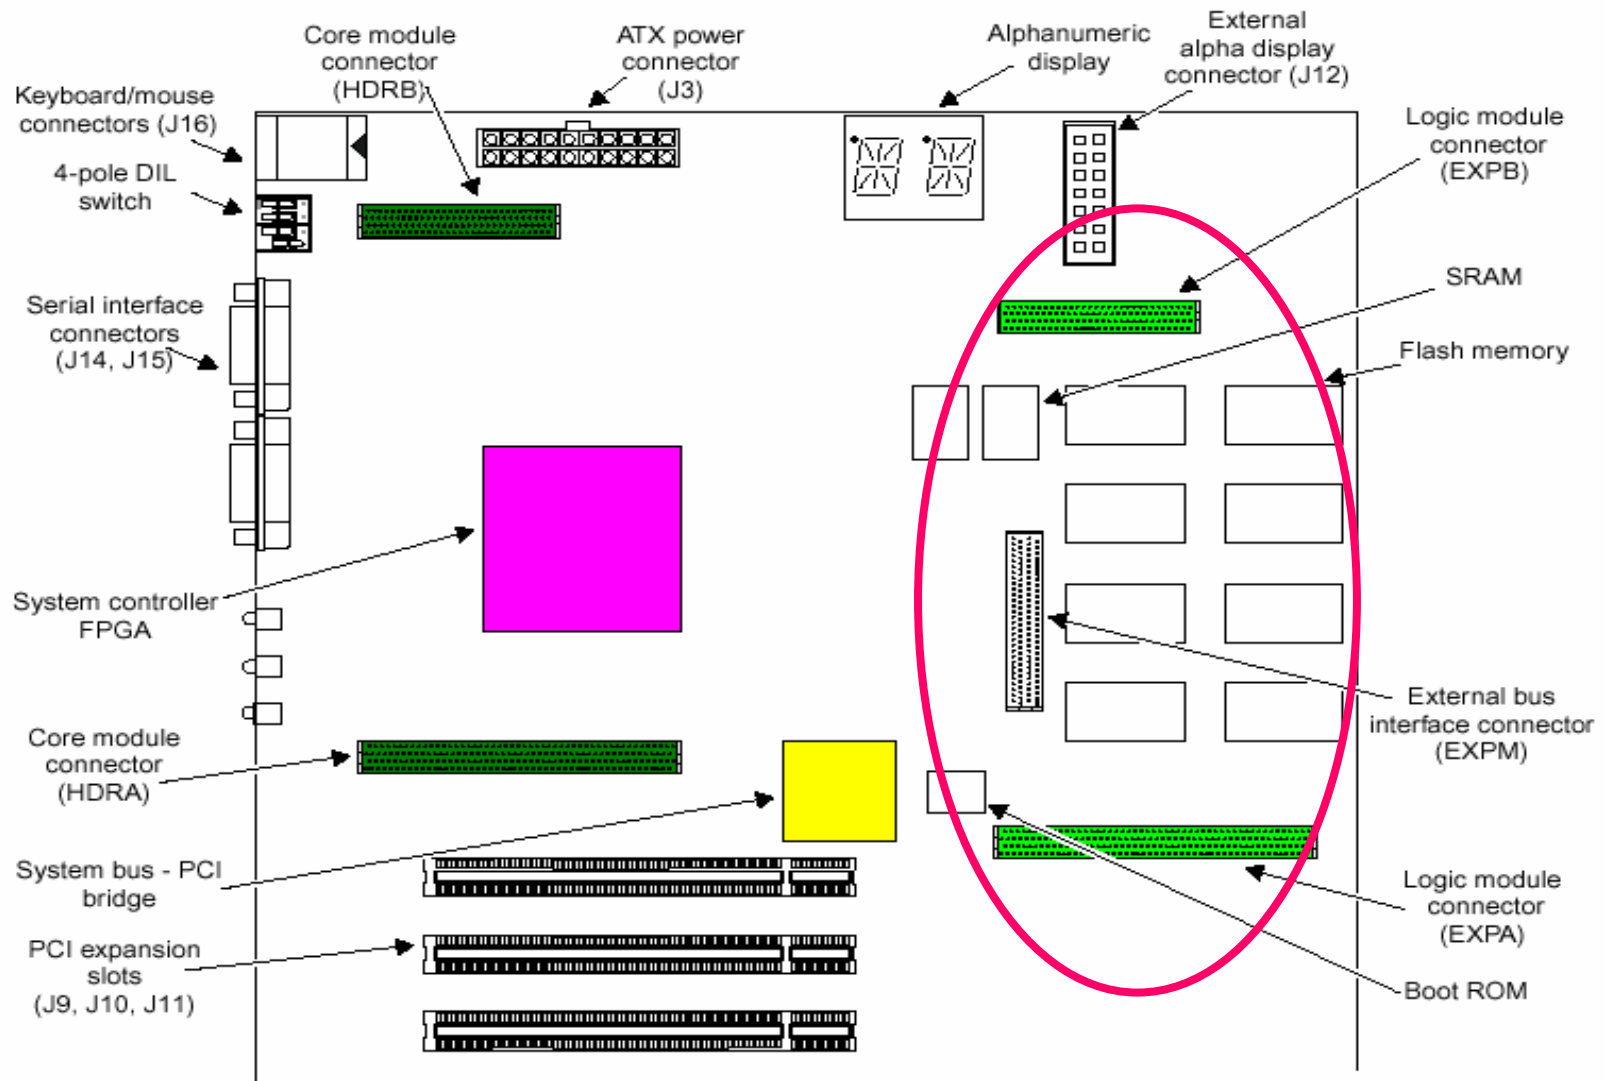 Core module
connector
(HDRB)
ATX power
connector
(J3)
Alphanumeric
display
External
alpha display
connector (J12)
Keyboard/mouse
connectors (J16)
Logic module
connector
(EXPB)
4-pole DIL
switch
SRAM
Serial interface
connectors
(J14, J15)
Flash memory
System controller
FPGA
External bus
interface connector
(EXPM)
Core module
connector
(HDRA)
System bus - PCI
bridge
Logic module
connector
(EXPA)
PCI expansion
slots
(J9, J10, J11)
Boot ROM